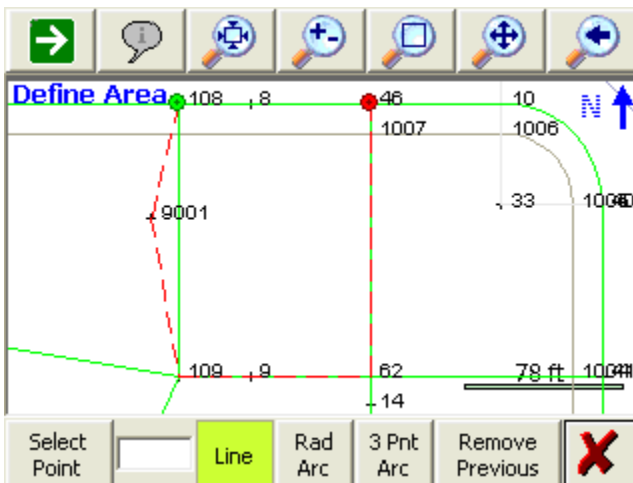 Define Area
108 8 46 10 N
1007 1006
9001 33
109 9 62 78 ft
14
Select Point
Line
Rad Arc
3 Pnt Arc
Remove Previous